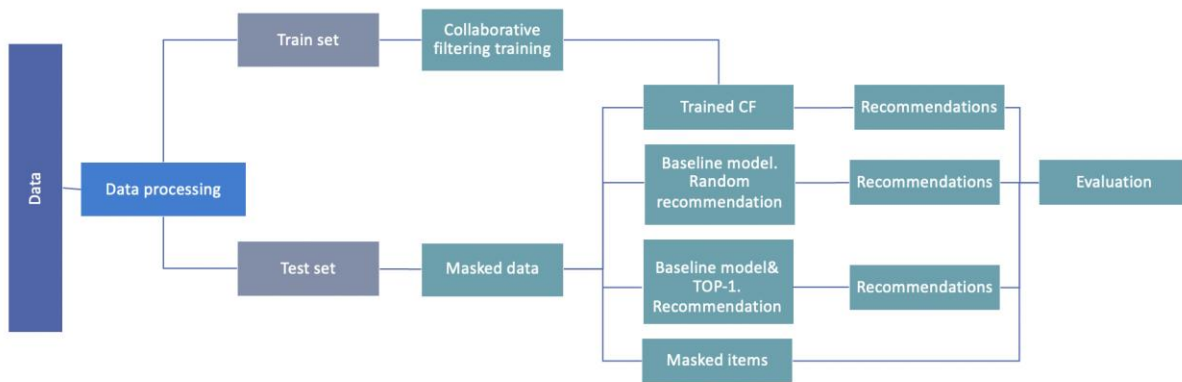 Data
Data processing
Train set
Collaborative
filtering training
Test set
Masked data
Trained CF
Recommendations
Baseline model.
Random
recommendation
Recommendations
Baseline model&
TOP-1.
Recommendation
Recommendations
Masked items
Evaluation